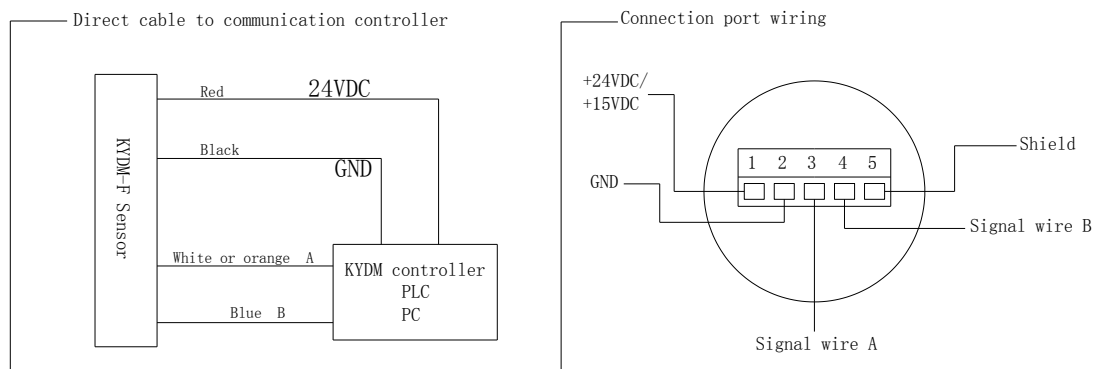 Direct cable to communication controller
Red
24VDC
Black
GND
KYDM-F Sensor
White or orange A
Blue B
KYDM controller
PLC
PC
Connection port wiring
+24VDC/
+15VDC
1 2 3 4 5
Shield
GND
Signal wire B
Signal wire A